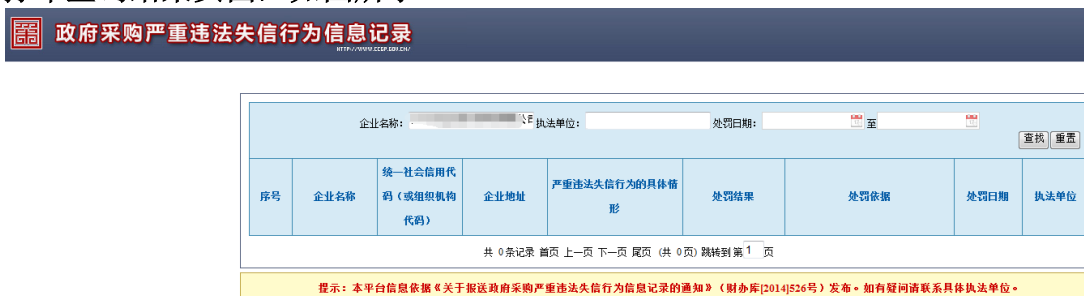 政府采购严重违法失信行为信息记录
HTTP://WWW.CCGP.GOV.CN/
企业名称： 公司 执法单位： 处罚日期： 至
查找 重置
序号 企业名称 统一社会信用代码（或组织机构代码） 企业地址 严重违法失信行为的具体情形 处罚结果 处罚依据 处罚日期 执法单位
共 0条记录 首页 上一页 下一页 尾页 (共 0页) 跳转到第 1 页
提示：本平台信息依据《关于报送政府采购严重违法失信行为信息记录的通知》（财办库[2014]526号）发布。如有疑问请联系具体执法单位。